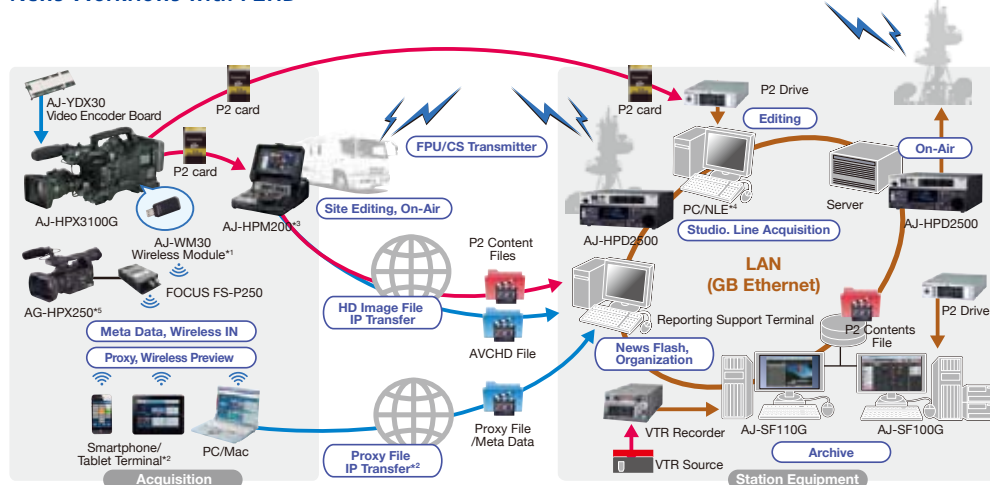 AJ-YDX30
Video Encoder Board
P2 card
P2 card
AJ-HPX3100G
AJ-HPM200*3
AJ-WM30
Wireless Module*1
FOCUS FS-P250
AG-HPX250*5
Meta Data, Wireless IN
Proxy, Wireless Preview
Smartphone/
Tablet Terminal*2
PC/Mac
Acquisition
FPU/CS Transmitter
Site Editing, On-Air
P2 Content
Files
HD Image File
IP Transfer
AVCHD File
Proxy File
/Meta Data
Proxy File
IP Transfer*2
P2 card
P2 Drive
Editing
On-Air
Server
PC/NLE*4
AJ-HPD2500
AJ-HPD2500
Studio. Line Acquisition
LAN
(GB Ethernet)
Reporting Support Terminal
P2 Contents
File
P2 Drive
News Flash,
Organization
VTR Recorder
AJ-SF110G
AJ-SF100G
VTR Source
Archive
Station Equipment